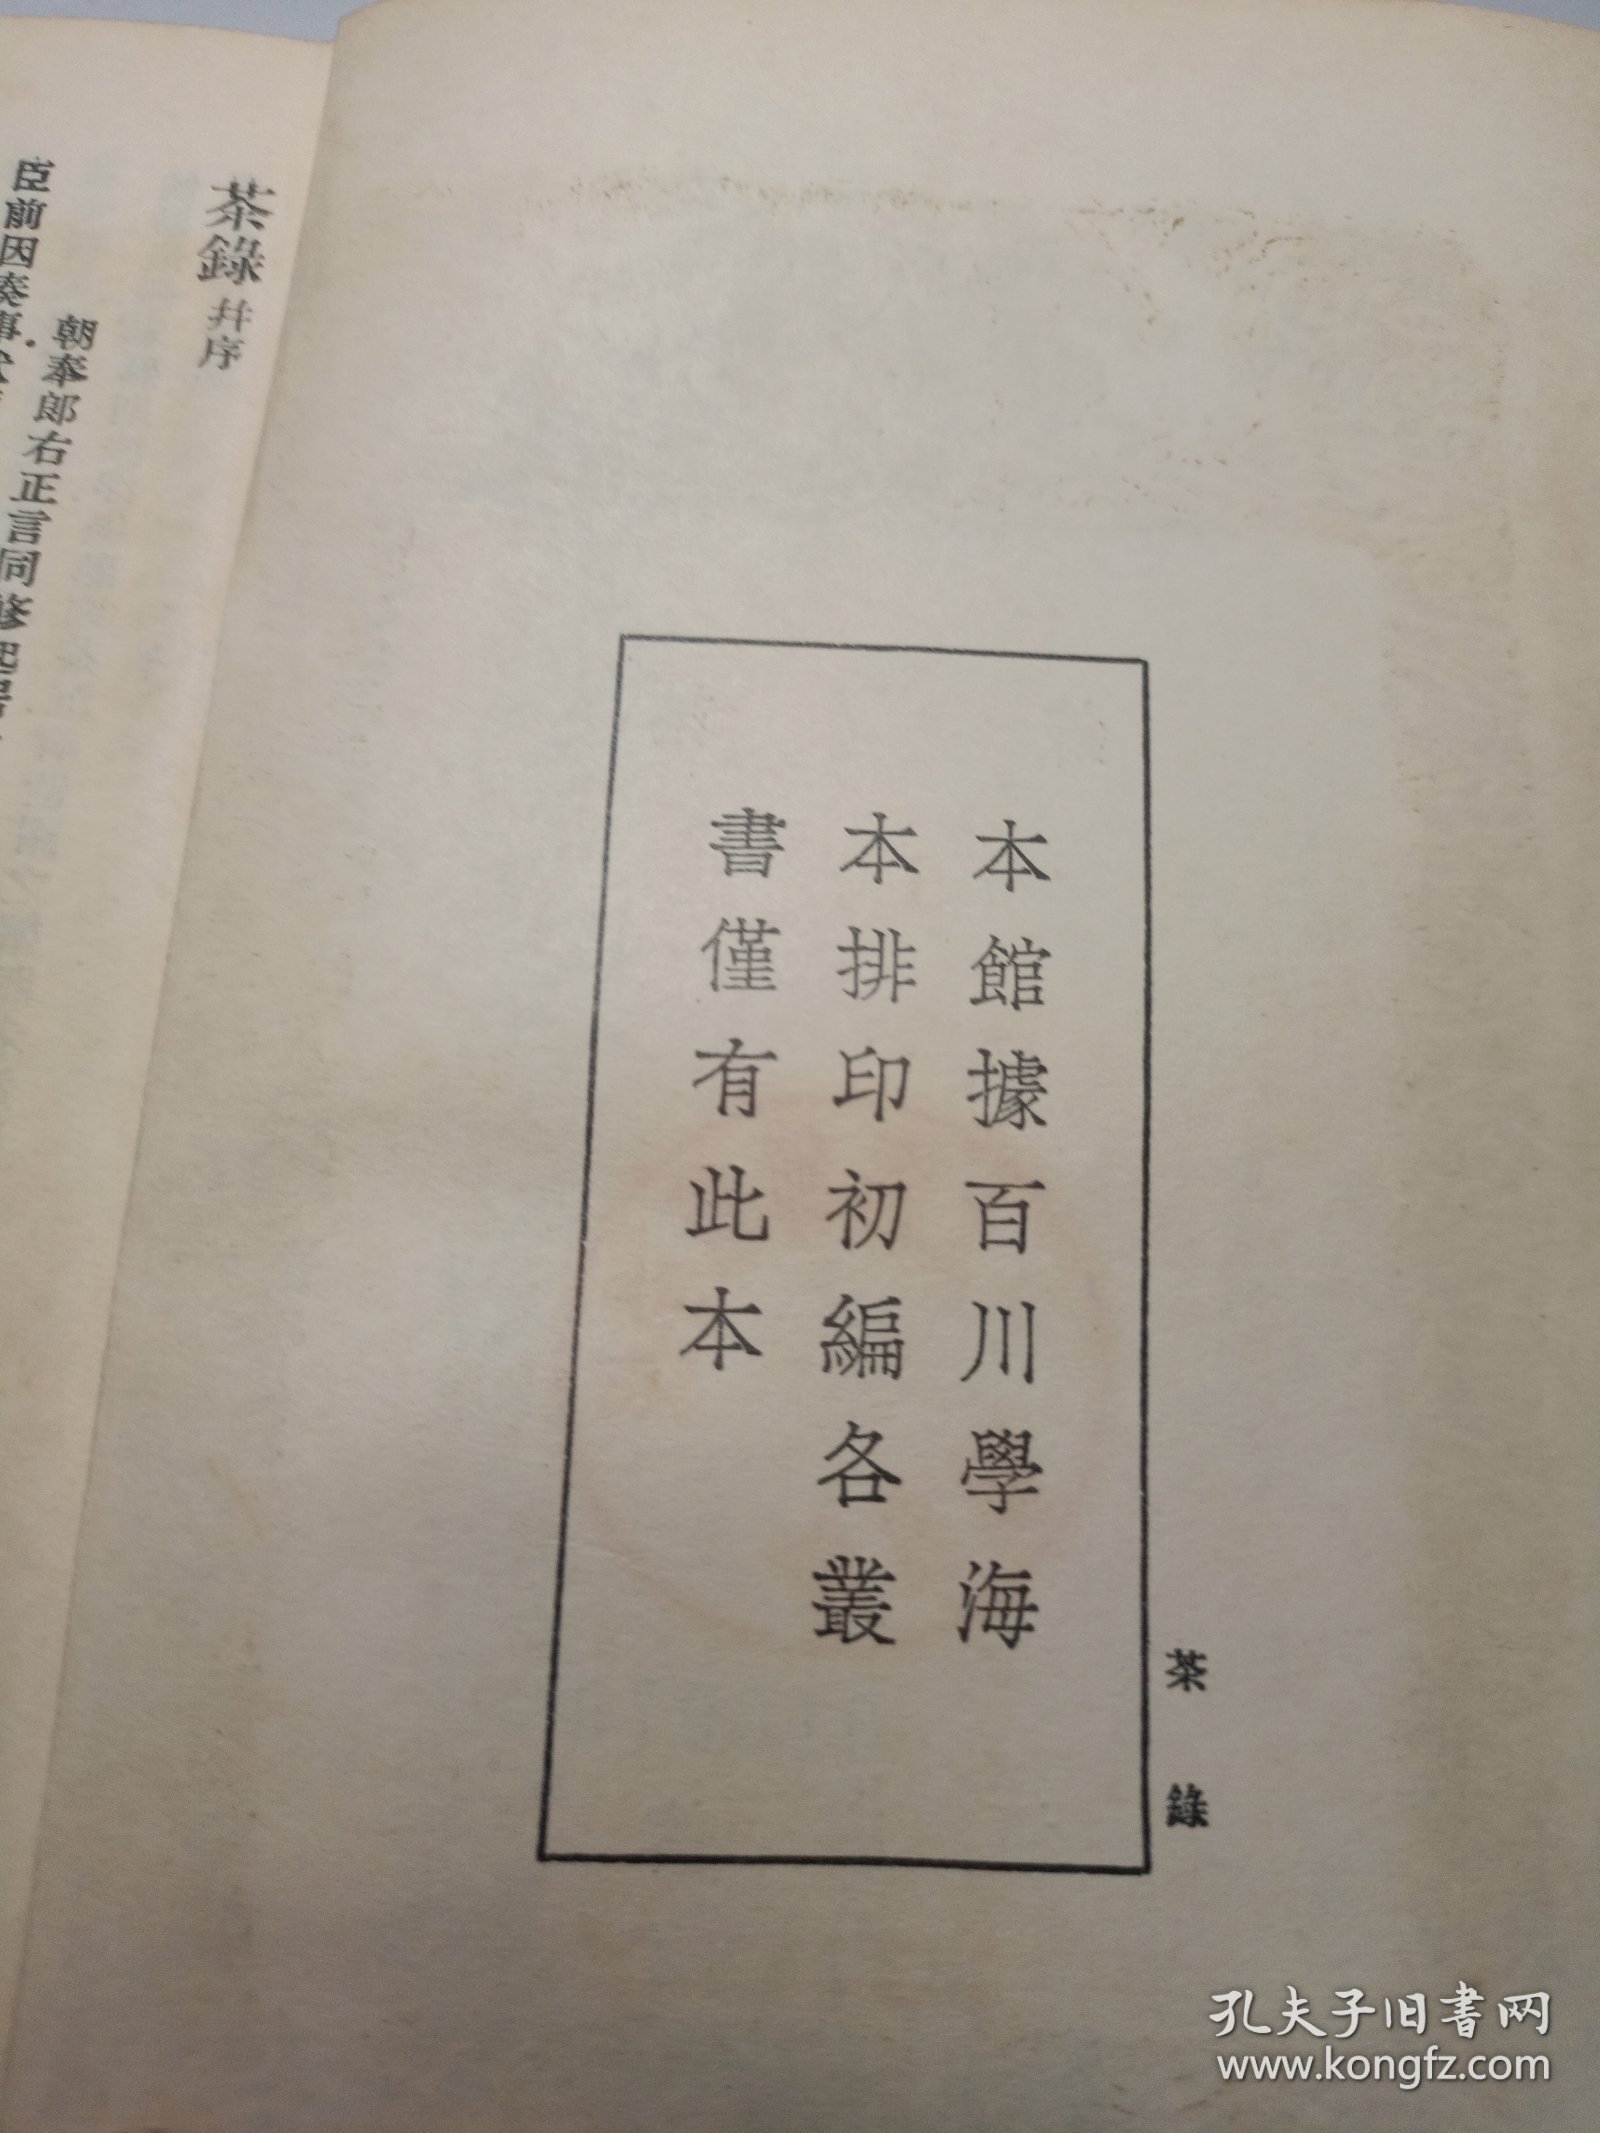 本館據百川學海
本排印初編各叢
書僅有此本
茶錄
茶錄 并序
朝奉郎右正言同修起居
臣前因奏事
孔夫子旧書网
www.kongfz.com